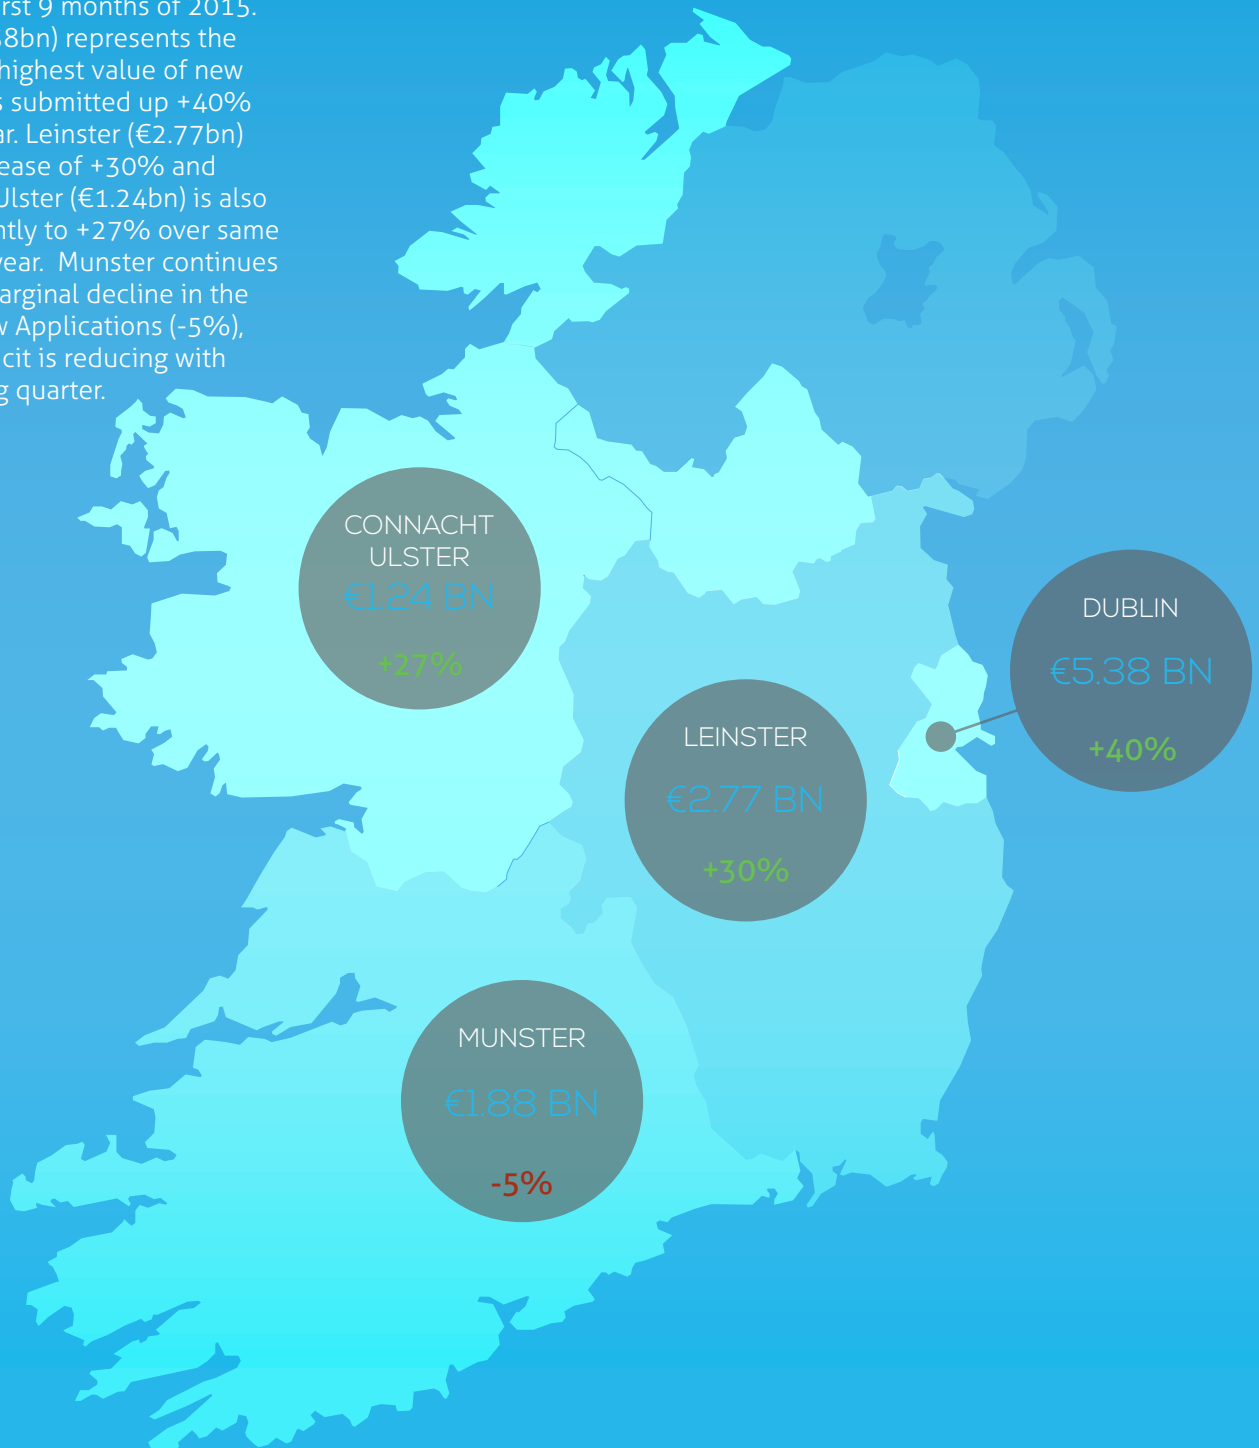 rst 9 months of 2015.
8bn) represents the
highest value of new
s submitted up +40%
ar. Leinster (€2.77bn)
ease of +30% and
Ulster (€1.24bn) is also
ntly to +27% over same
year. Munster continues
arginal decline in the
w Applications (-5%),
cit is reducing with
g quarter.
CONNACHT
ULSTER
€1.24 BN
+27%
DUBLIN
€5.38 BN
+40%
LEINSTER
€2.77 BN
+30%
MUNSTER
€1.88 BN
-5%